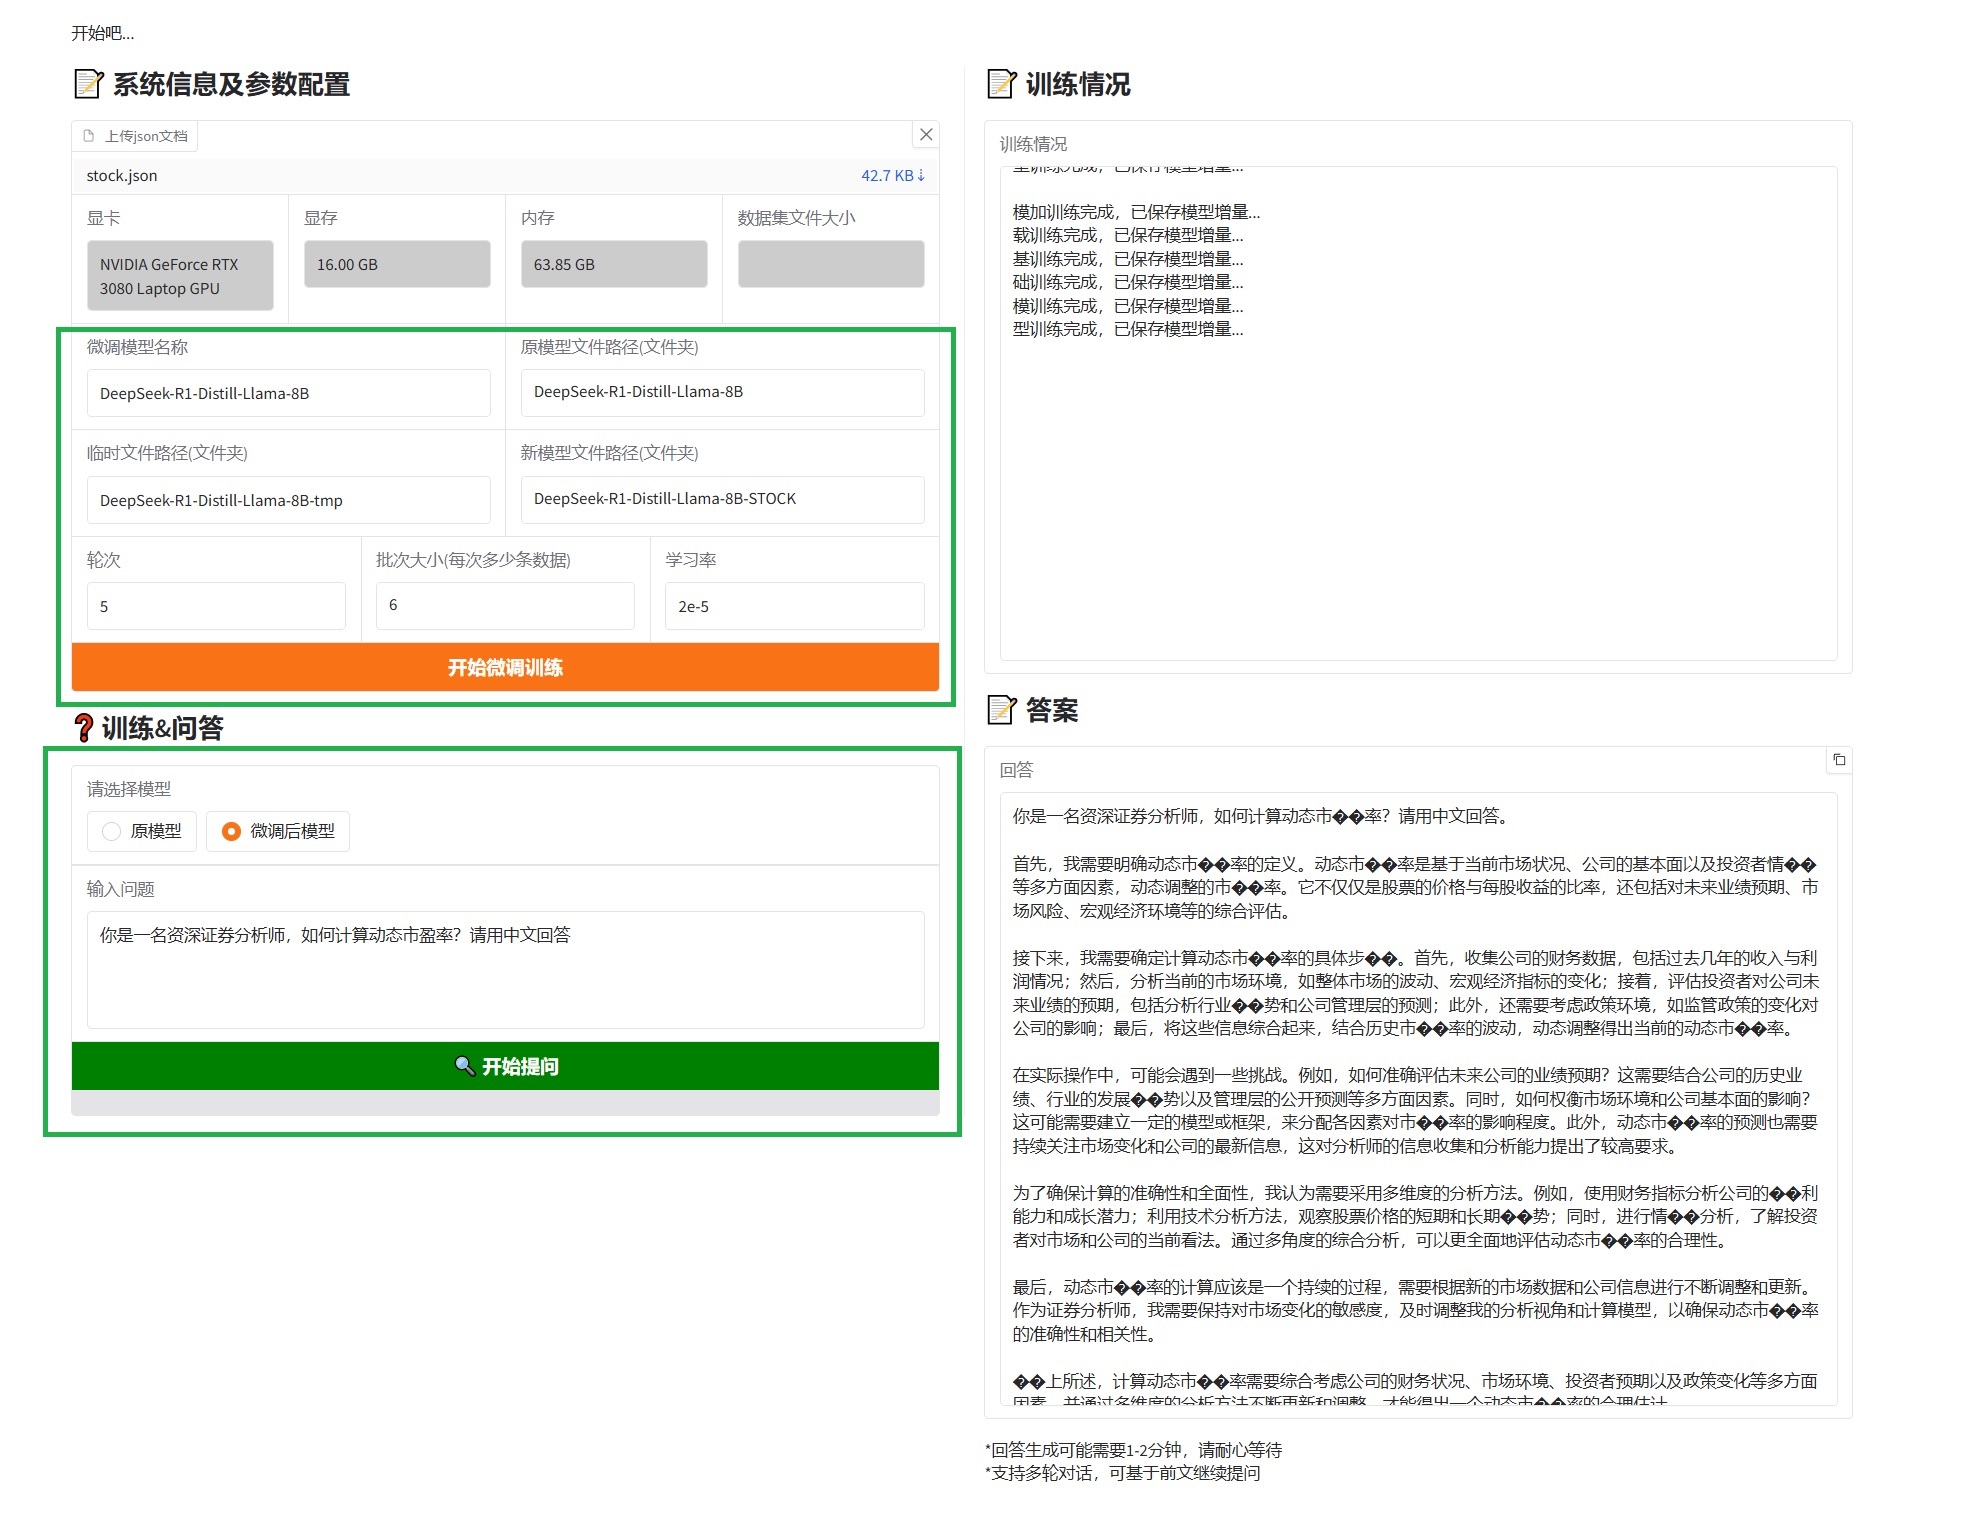 开始吧...
系统信息及参数配置
上传json文档
stock.json
42.7 KB↓
显卡
显存
内存
数据集文件大小
NVIDIA GeForce RTX
3080 Laptop GPU
16.00 GB
63.85 GB
微调模型名称
原模型文件路径(文件夹)
DeepSeek-R1-Distill-Llama-8B
DeepSeek-R1-Distill-Llama-8B
临时文件路径(文件夹)
新模型文件路径(文件夹)
DeepSeek-R1-Distill-Llama-8B-tmp
DeepSeek-R1-Distill-Llama-8B-STOCK
轮次
批次大小(每次多少条数据)
学习率
5
6
2e-5
开始微调训练
训练&问答
请选择模型
原模型
微调后模型
输入问题
你是一名资深证券分析师，如何计算动态市盈率？请用中文回答
开始提问
训练情况
训练情况
型训练完成，已保存模型增量...
模加训练完成，已保存模型增量...
载训练完成，已保存模型增量...
基训练完成，已保存模型增量...
础训练完成，已保存模型增量...
模训练完成，已保存模型增量...
型训练完成，已保存模型增量...
答案
回答
你是一名资深证券分析师，如何计算动态市��率？请用中文回答。
首先，我需要明确动态市��率的定义。动态市��率是基于当前市场状况、公司的基本面以及投资者情��
等多方面因素，动态调整的市��率。它不仅仅是股票的价格与每股收益的比率，还包括对未来业绩预期、市
场风险、宏观经济环境等的综合评估。
接下来，我需要确定计算动态市��率的具体步��。首先，收集公司的财务数据，包括过去几年的收入与利
润情况；然后，分析当前的市场环境，如整体市场的波动、宏观经济指标的变化；接着，评估投资者对公司未
来业绩的预期，包括分析行业��势和公司管理层的预测；此外，还需要考虑政策环境，如监管政策的变化对
公司的影响；最后，将这些信息综合起来，结合历史市��率的波动，动态调整得出当前的动态市��率。
在实际操作中，可能会遇到一些挑战。例如，如何准确评估未来公司的业绩预期？这需要结合公司的历史业
绩、行业的发展��势以及管理层的公开预测等多方面因素。同时，如何权衡市场环境和公司基本面的影响？
这可能需要建立一定的模型或框架，来分配各因素对市��率的影响程度。此外，动态市��率的预测也需要
持续关注市场变化和公司的最新信息，这对分析师的信息收集和分析能力提出了较高要求。
为了确保计算的准确性和全面性，我认为需要采用多维度的分析方法。例如，使用财务指标分析公司的��利
能力和成长潜力；利用技术分析方法，观察股票价格的短期和长期��势；同时，进行情��分析，了解投资
者对市场和公司的当前看法。通过多角度的综合分析，可以更全面地评估动态市��率的合理性。
最后，动态市��率的计算应该是一个持续的过程，需要根据新的市场数据和公司信息进行不断调整和更新。
作为证券分析师，我需要保持对市场变化的敏感度，及时调整我的分析视角和计算模型，以确保动态市��率
的准确性和相关性。
��上所述，计算动态市��率需要综合考虑公司的财务状况、市场环境、投资者预期以及政策变化等多方面
因素，并通过多维度的分析方法不断更新和调整，才能得出一个动态市��率的合理估计
*回答生成可能需要1-2分钟，请耐心等待
*支持多轮对话，可基于前文继续提问